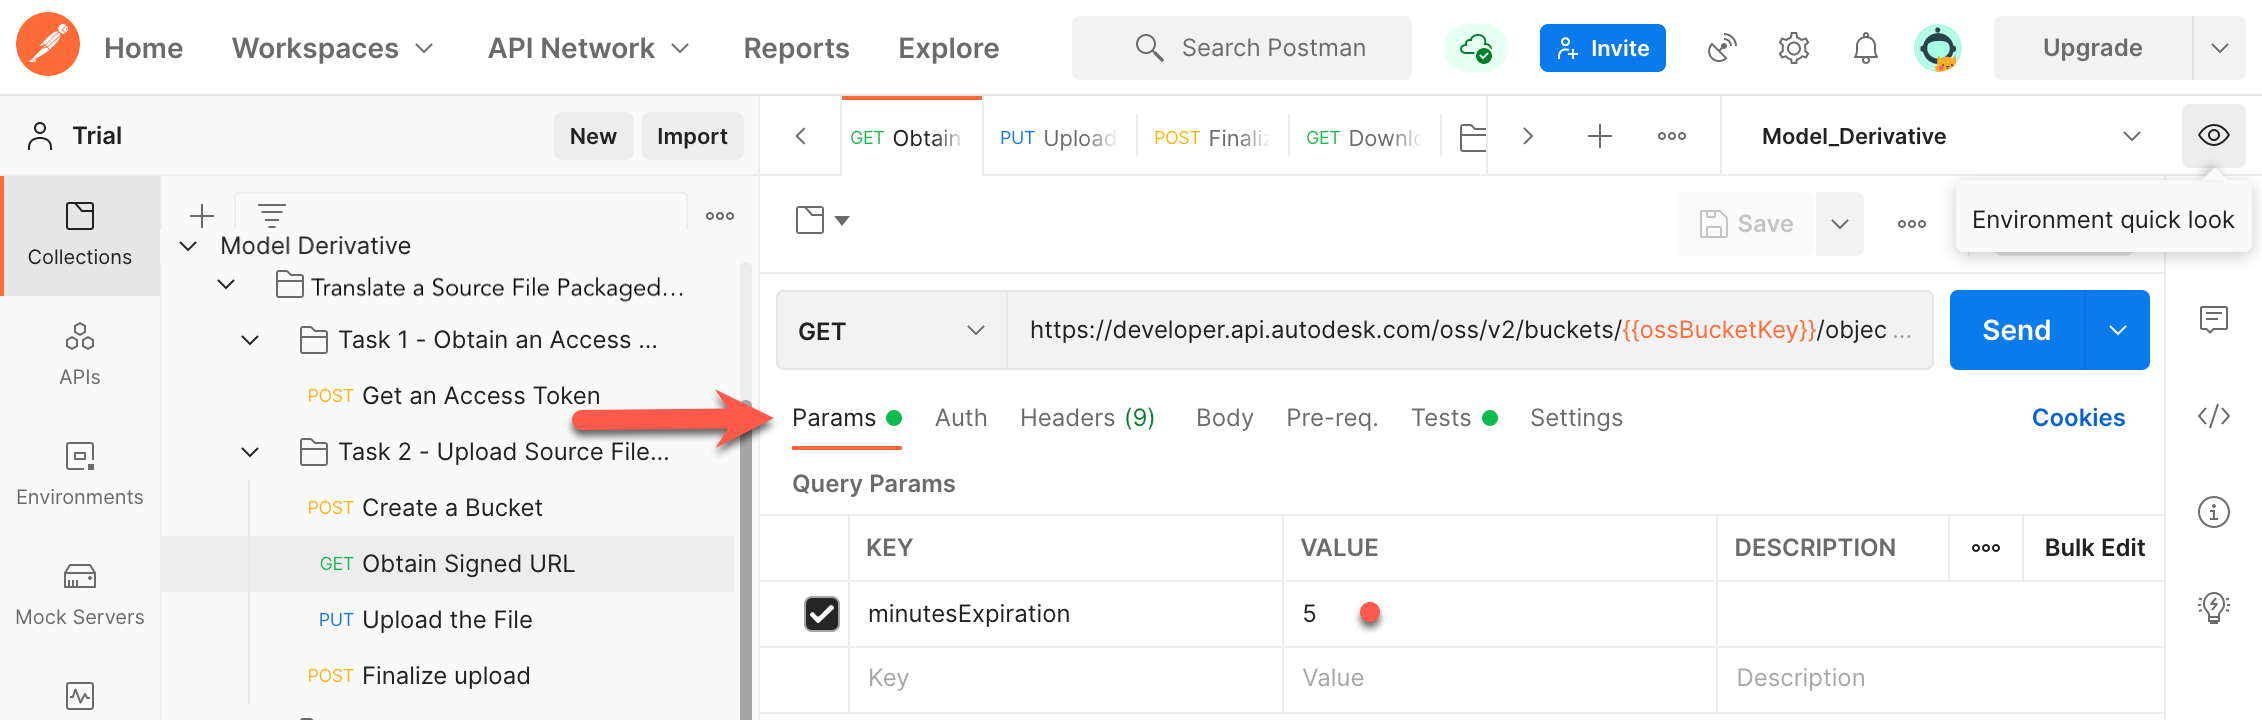 Home Workspaces API Network Reports Explore Search Postman Invite Upgrade
Trial New Import
GET Obtain PUT Upload POST Finaliz GET Downlo
Model_Derivative
Environment quick look
Save
Collections
APIs
Environments
Mock Servers
Model Derivative
Translate a Source File Packaged...
Task 1 - Obtain an Access ...
POST Get an Access Token
Task 2 - Upload Source File...
POST Create a Bucket
GET Obtain Signed URL
PUT Upload the File
POST Finalize upload
GET https://developer.api.autodesk.com/oss/v2/buckets/{{ossBucketKey}}/objec ... Send
Params Auth Headers (9) Body Pre-req. Tests Settings Cookies
Query Params
KEY VALUE DESCRIPTION Bulk Edit
minutesExpiration 5
Key Value Description